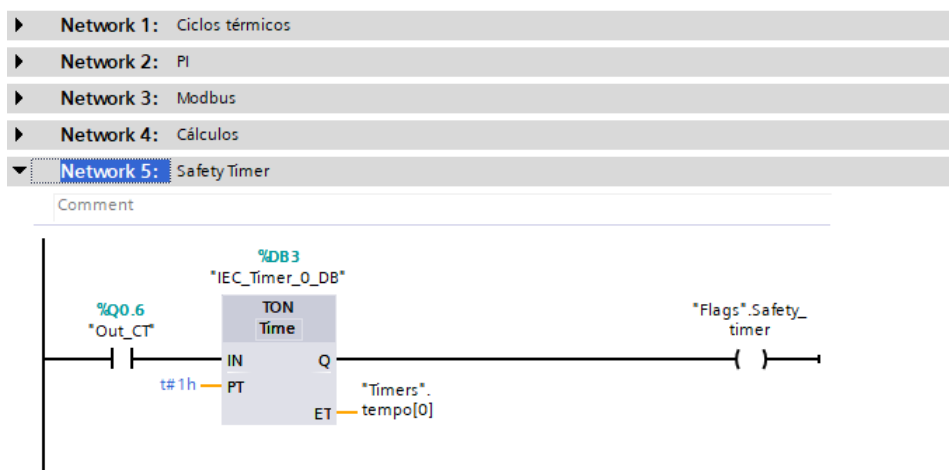 Network 1: Ciclos térmicos
Network 2: PI
Network 3: Modbus
Network 4: Cálculos
Network 5: Safety Timer
Comment
%DB3
"IEC_Timer_0_DB"
%Q0.6
"Out_CT"
TON
Time
"Flags".Safety_
timer
IN
Q
t#1h
PT
"Timers".
ET
tempo[0]